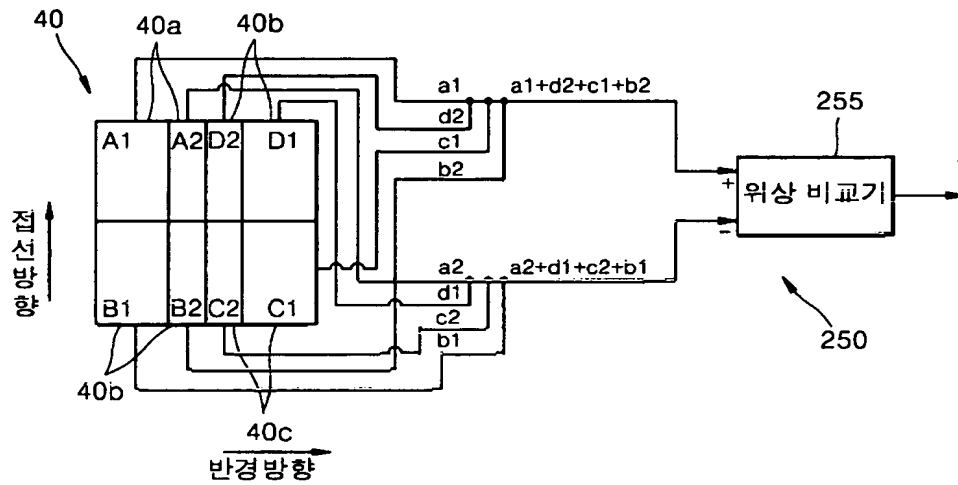 40
40a
40b
A1
A2
D2
D1
B1
B2
C2
C1
접선방향
40b
40c
반경방향
a1
d2
c1
b2
a1+d2+c1+b2
a2
d1
c2
b1
a2+d1+c2+b1
+
-
255
위상 비교기
250